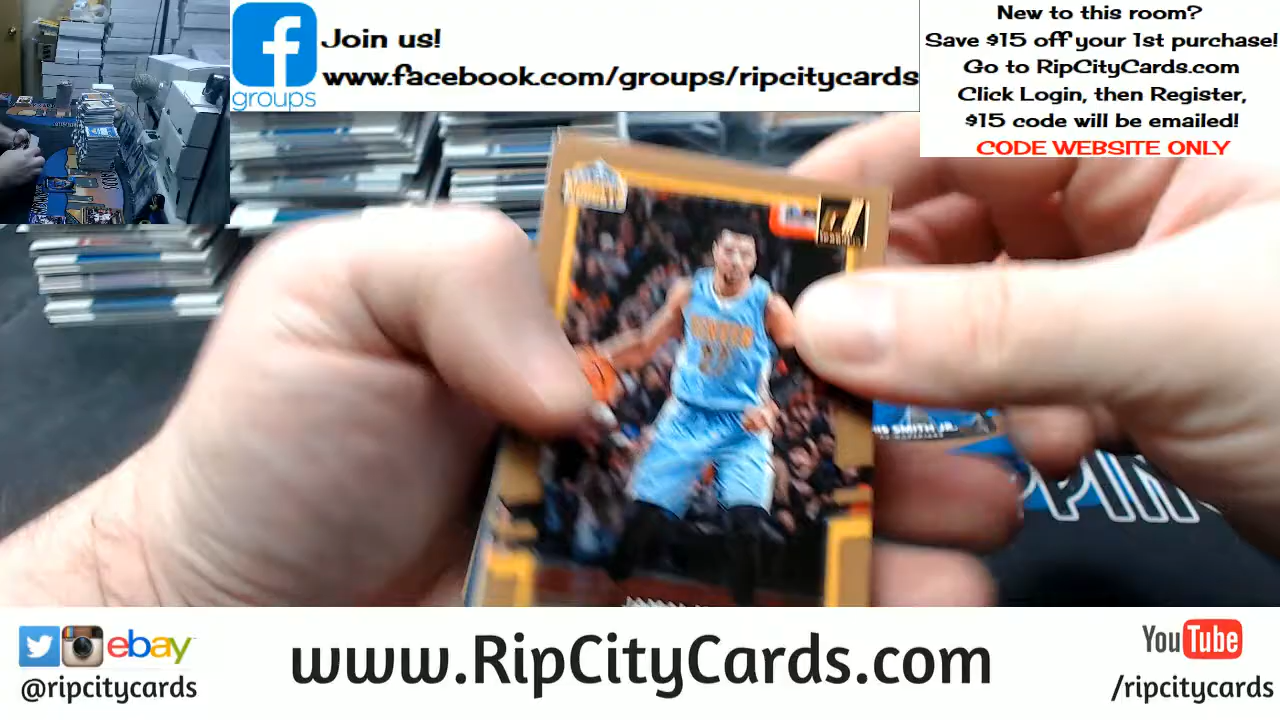 Join us!
www.facebook.com/groups/ripcitycards
groups
New to this room?
Save $15 off your 1st purchase!
Go to RipCityCards.com
Click Login, then Register,
$15 code will be emailed!
CODE WEBSITE ONLY
SMITH JR.
ebay
@ripcitycards
www.RipCityCards.com
YouTube
/ripcitycards